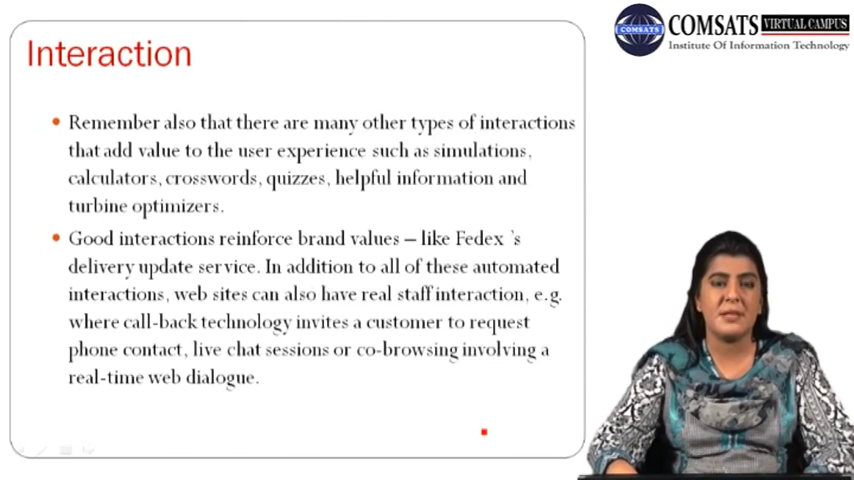 COMSATS VIRTUAL CAMPUS
COMSATS
Institute Of Information Technology
Interaction
• Remember also that there are many other types of interactions
that add value to the user experience such as simulations,
calculators, crosswords, quizzes, helpful information and
turbine optimizers.
• Good interactions reinforce brand values – like Fedex 's
delivery update service. In addition to all of these automated
interactions, web sites can also have real staff interaction, e.g.
where call-back technology invites a customer to request
phone contact, live chat sessions or co-browsing involving a
real-time web dialogue.